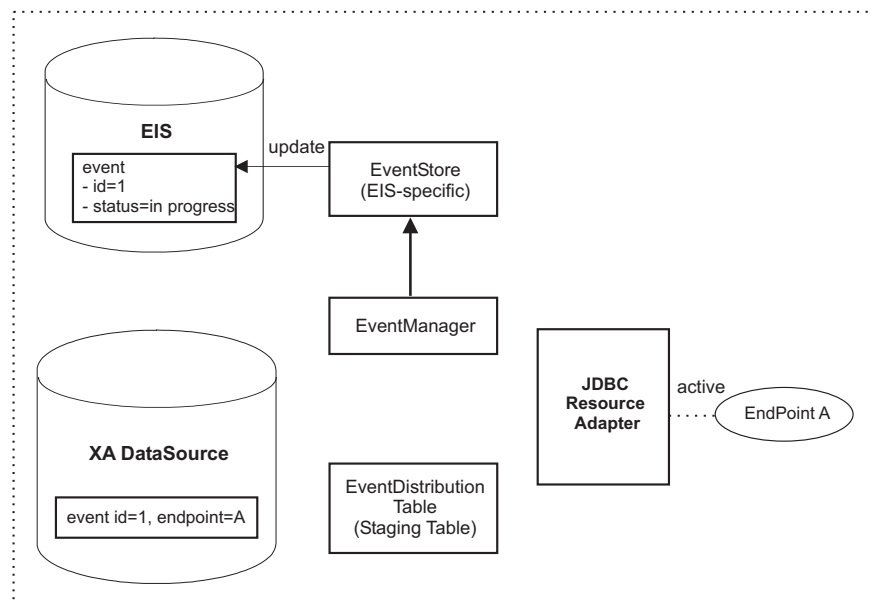 EIS
event
- id=1
- status=in progress
update
EventStore
(EIS-specific)
EventManager
JDBC
Resource
Adapter
active
EndPoint A
XA DataSource
event id=1, endpoint=A
EventDistribution
Table
(Staging Table)